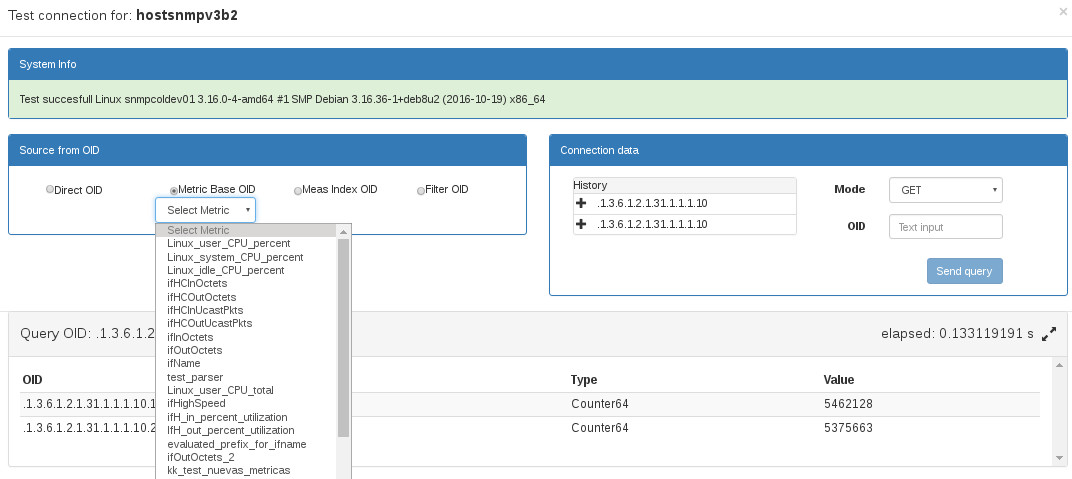 Test connection for: hostsnmpv3b2
×
System Info
Test succesfull Linux snmpcoldev01 3.16.0-4-amd64 #1 SMP Debian 3.16.36-1+deb8u2 (2016-10-19) x86_64
Source from OID
Direct OID Metric Base OID Meas Index OID Filter OID
Select Metric
Select Metric
Linux_user_CPU_percent
Linux_system_CPU_percent
Linux_idle_CPU_percent
ifHCInOctets
ifHCOutOctets
ifHCInUcastPkts
ifHCOutUcastPkts
ifInOctets
ifOutOctets
ifName
test_parser
Linux_user_CPU_total
ifHighSpeed
ifH_in_percent_utilization
IfH_out_percent_utilization
evaluated_prefix_for_ifname
ifOutOctets_2
kk_test_nuevas_metricas
Connection data
History
.1.3.6.1.2.1.31.1.1.1.10
.1.3.6.1.2.1.31.1.1.1.10
Mode GET
OID Text input
Send query
Query OID: .1.3.6.1.2 elapsed: 0.133119191 s
OID Type Value
.1.3.6.1.2.1.31.1.1.1.10.1 Counter64 5462128
.1.3.6.1.2.1.31.1.1.1.10.2 Counter64 5375663